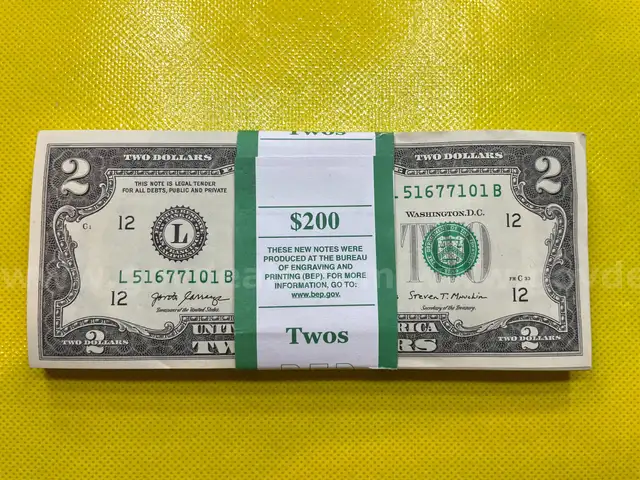 Twos
2
TWO DOLLARS
TWO DOLLARS
2
THIS NOTE IS LEGAL TENDER
FOR ALL DEBTS, PUBLIC AND PRIVATE
L 51677101 B
C1
12
L
$200
WASHINGTON, D.C.
12
THESE NEW NOTES WERE
PRODUCED AT THE BUREAU
OF ENGRAVING AND
PRINTING (BEP). FOR MORE
INFORMATION, GO TO:
www.bep.gov.
TWO
L 51677101 B
12
Treasurer of the United States.
Steven T. Mnuchin
Secretary of the Treasury.
12
Twos
2
TWO DOLLARS
2
TWO DOLLARS